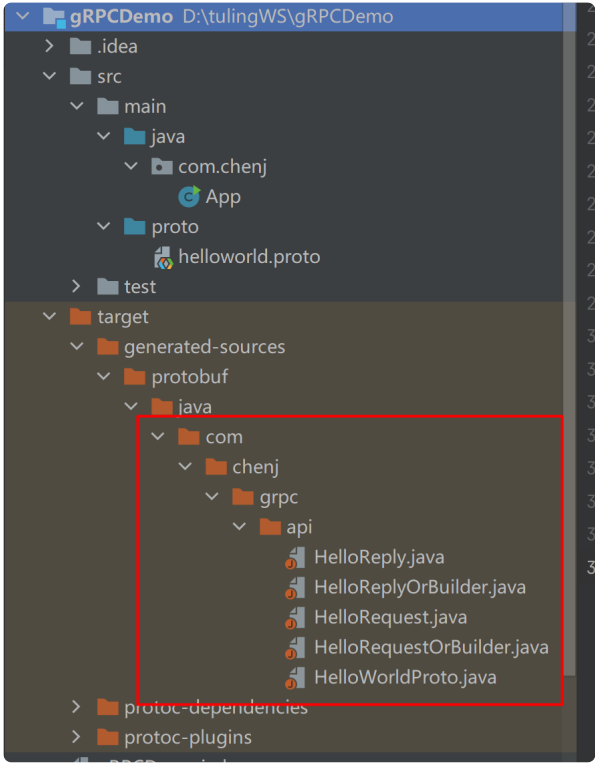 gRPCDemo D:\tulingWS\gRPCDemo
.idea
src
main
java
com.chenj
App
proto
helloworld.proto
test
target
generated-sources
protobuf
java
com
chenj
grpc
api
HelloReply.java
HelloReplyOrBuilder.java
HelloRequest.java
HelloRequestOrBuilder.java
HelloWorldProto.java
protoc-dependencies
protoc-plugins